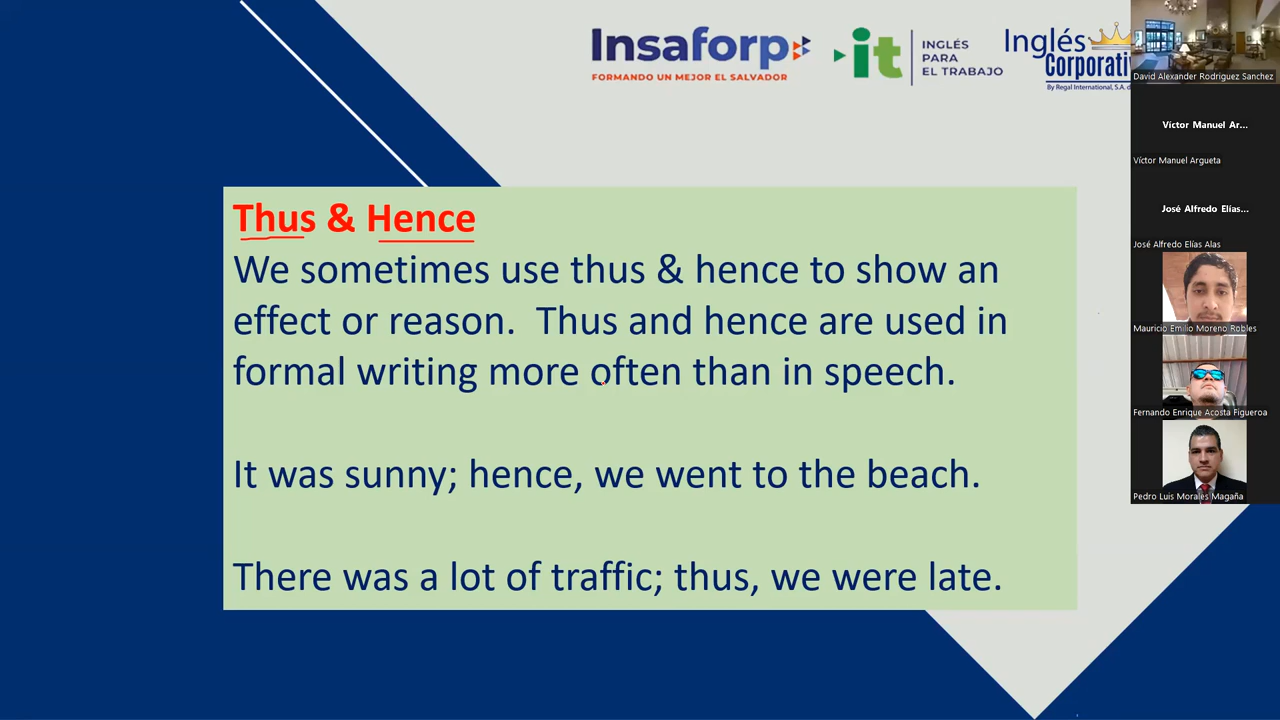 Insaforp
FORMANDO UN MEJOR EL SALVADOR
it
INGLÉS
PARA
EL TRABAJO
Inglés
Corporativ
By Regal International, S.A. d
Thus & Hence
We sometimes use thus & hence to show an
effect or reason.  Thus and hence are used in
formal writing more often than in speech.
It was sunny; hence, we went to the beach.
There was a lot of traffic; thus, we were late.
David Alexander Rodriguez Sanchez
Víctor Manuel Ar...
Víctor Manuel Argueta
José Alfredo Elías...
José Alfredo Elías Alas
Mauricio Emilio Moreno Robles
Fernando Enrique Acosta Figueroa
Pedro Luis Morales Magaña